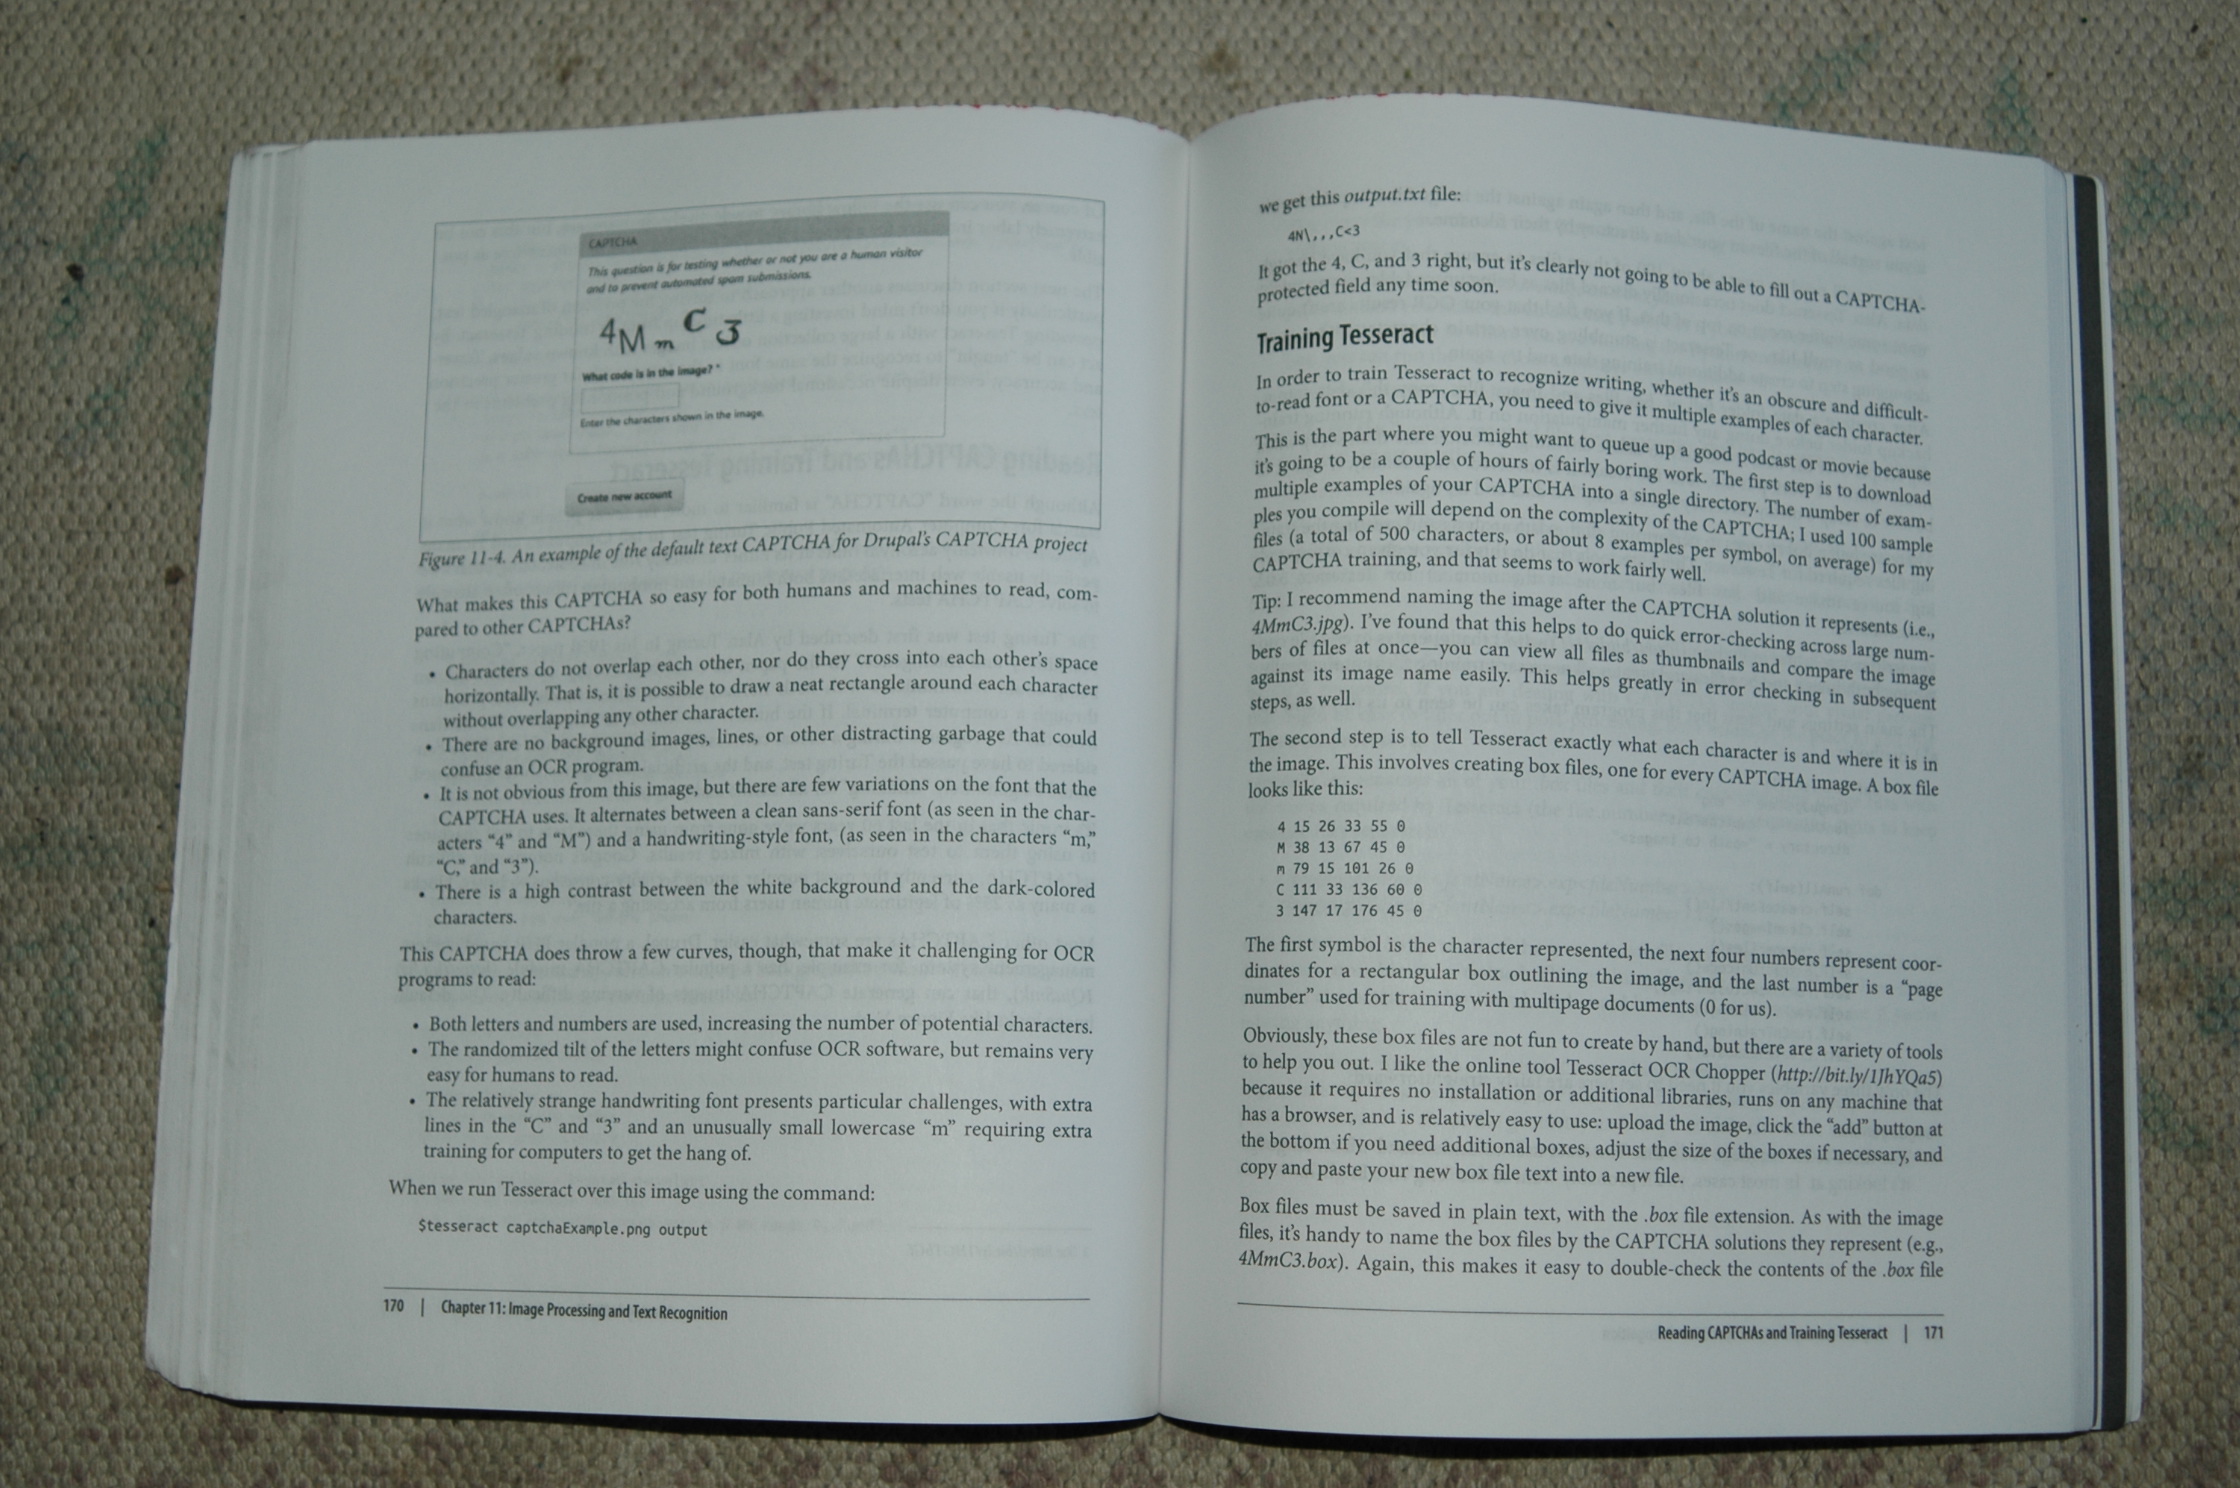 CAPTCHA
This question is for testing whether or not you are a human visitor
and to prevent automated spam submissions.
4MmC3
What code is in the image? *
Enter the characters shown in the image.
Create new account
Figure 11-4. An example of the default text CAPTCHA for Drupal's CAPTCHA project
What makes this CAPTCHA so easy for both humans and machines to read, com-
pared to other CAPTCHAs?
• Characters do not overlap each other, nor do they cross into each other's space
horizontally. That is, it is possible to draw a neat rectangle around each character
without overlapping any other character.
• There are no background images, lines, or other distracting garbage that could
confuse an OCR program.
• It is not obvious from this image, but there are few variations on the font that the
CAPTCHA uses. It alternates between a clean sans-serif font (as seen in the char-
acters “4” and “M”) and a handwriting-style font, (as seen in the characters “m,”
“C,” and “3”).
• There is a high contrast between the white background and the dark-colored
characters.
This CAPTCHA does throw a few curves, though, that make it challenging for OCR
programs to read:
• Both letters and numbers are used, increasing the number of potential characters.
• The randomized tilt of the letters might confuse OCR software, but remains very
easy for humans to read.
• The relatively strange handwriting font presents particular challenges, with extra
lines in the “C” and “3” and an unusually small lowercase “m” requiring extra
training for computers to get the hang of.
When we run Tesseract over this image using the command:
$tesseract captchaExample.png output
170 | Chapter 11: Image Processing and Text Recognition
we get this output.txt file:
4N\,,,C<3
It got the 4, C, and 3 right, but it's clearly not going to be able to fill out a CAPTCHA-
protected field any time soon.
Training Tesseract
In order to train Tesseract to recognize writing, whether it's an obscure and difficult-
to-read font or a CAPTCHA, you need to give it multiple examples of each character.
This is the part where you might want to queue up a good podcast or movie because
it's going to be a couple of hours of fairly boring work. The first step is to download
multiple examples of your CAPTCHA into a single directory. The number of exam-
ples you compile will depend on the complexity of the CAPTCHA; I used 100 sample
files (a total of 500 characters, or about 8 examples per symbol, on average) for my
CAPTCHA training, and that seems to work fairly well.
Tip: I recommend naming the image after the CAPTCHA solution it represents (i.e.,
4MmC3.jpg). I've found that this helps to do quick error-checking across large num-
bers of files at once—you can view all files as thumbnails and compare the image
against its image name easily. This helps greatly in error checking in subsequent
steps, as well.
The second step is to tell Tesseract exactly what each character is and where it is in
the image. This involves creating box files, one for every CAPTCHA image. A box file
looks like this:
4 15 26 33 55 0
M 38 13 67 45 0
m 79 15 101 26 0
C 111 33 136 60 0
3 147 17 176 45 0
The first symbol is the character represented, the next four numbers represent coor-
dinates for a rectangular box outlining the image, and the last number is a “page
number” used for training with multipage documents (0 for us).
Obviously, these box files are not fun to create by hand, but there are a variety of tools
to help you out. I like the online tool Tesseract OCR Chopper (http://bit.ly/1JhYQa5)
because it requires no installation or additional libraries, runs on any machine that
has a browser, and is relatively easy to use: upload the image, click the “add” button at
the bottom if you need additional boxes, adjust the size of the boxes if necessary, and
copy and paste your new box file text into a new file.
Box files must be saved in plain text, with the .box file extension. As with the image
files, it's handy to name the box files by the CAPTCHA solutions they represent (e.g.,
4MmC3.box). Again, this makes it easy to double-check the contents of the .box file
Reading CAPTCHAs and Training Tesseract | 171